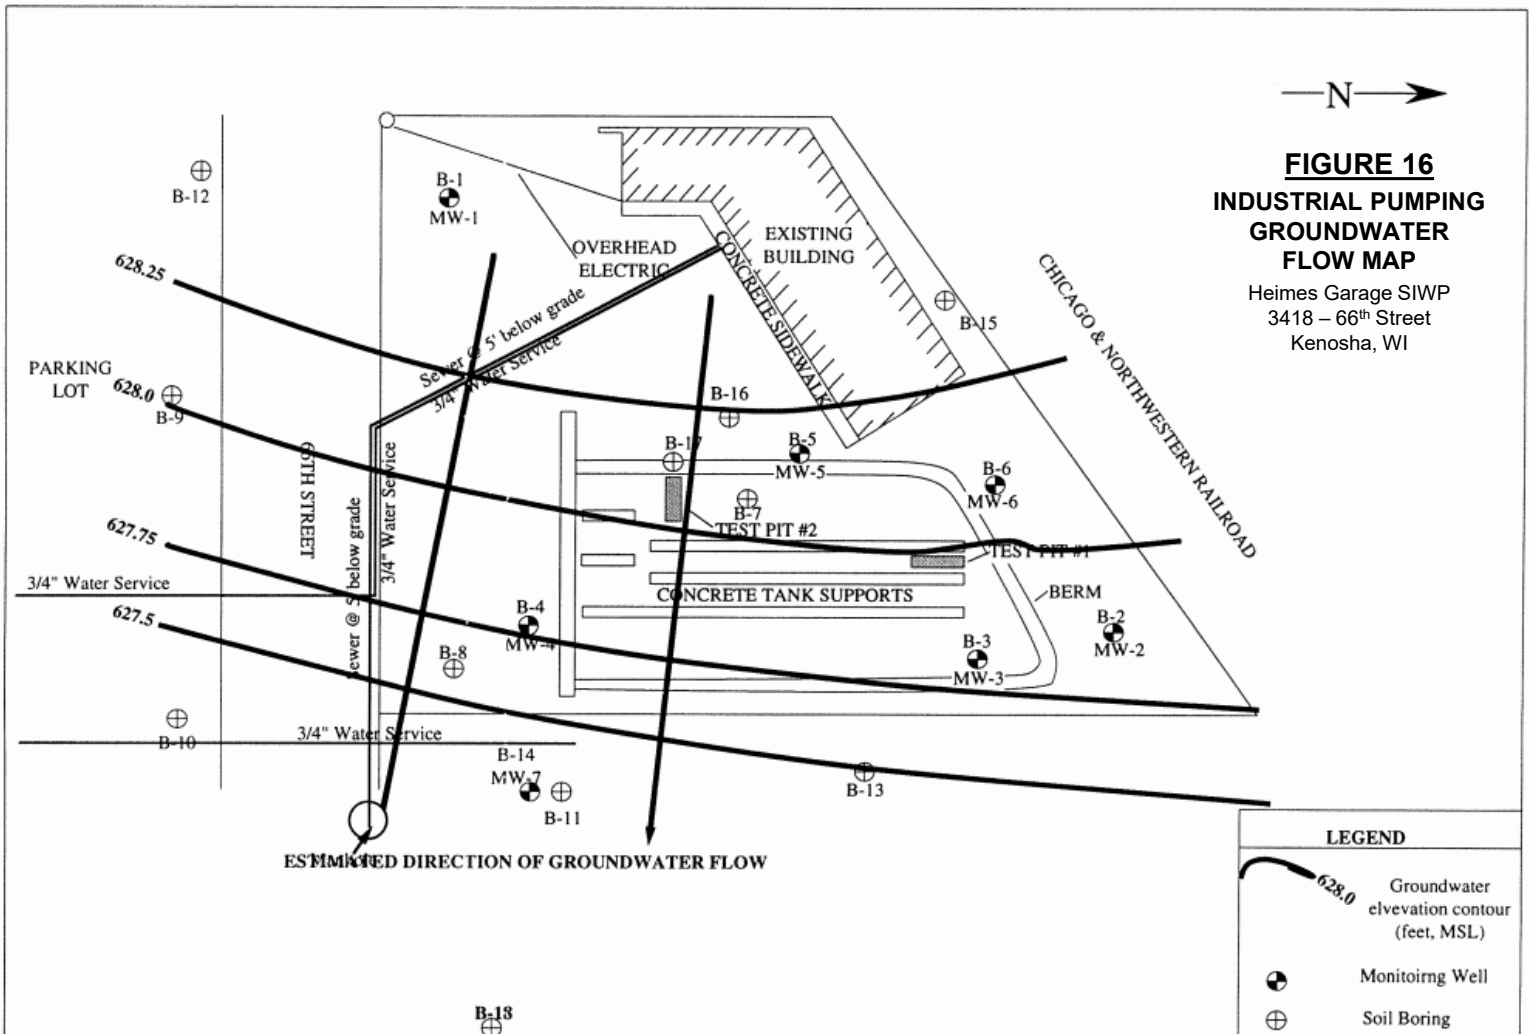 N
FIGURE 16
INDUSTRIAL PUMPING
GROUNDWATER
FLOW MAP
Heimes Garage SIWP
3418 – 66th Street
Kenosha, WI
B-12
B-1
MW-1
OVERHEAD
ELECTRIC
EXISTING
BUILDING
CONCRETE SIDEWALK
B-15
CHICAGO & NORTHWESTERN RAILROAD
628.25
Sewer @ 5' below grade
3/4" Water Service
PARKING
LOT
628.0
B-9
B-16
B-17
B-5
MW-5
B-6
MW-6
66TH STREET
3/4" Water Service
Sewer @ 5' below grade
B-7
TEST PIT #2
TEST PIT #1
627.75
3/4" Water Service
CONCRETE TANK SUPPORTS
BERM
627.5
B-4
MW-4
B-8
B-3
MW-3
B-2
MW-2
B-10
3/4" Water Service
B-14
MW-7
B-11
B-13
ESTIMATED DIRECTION OF GROUNDWATER FLOW
B-18
LEGEND
628.0
Groundwater
elvevation contour
(feet, MSL)
Monitoirng Well
Soil Boring